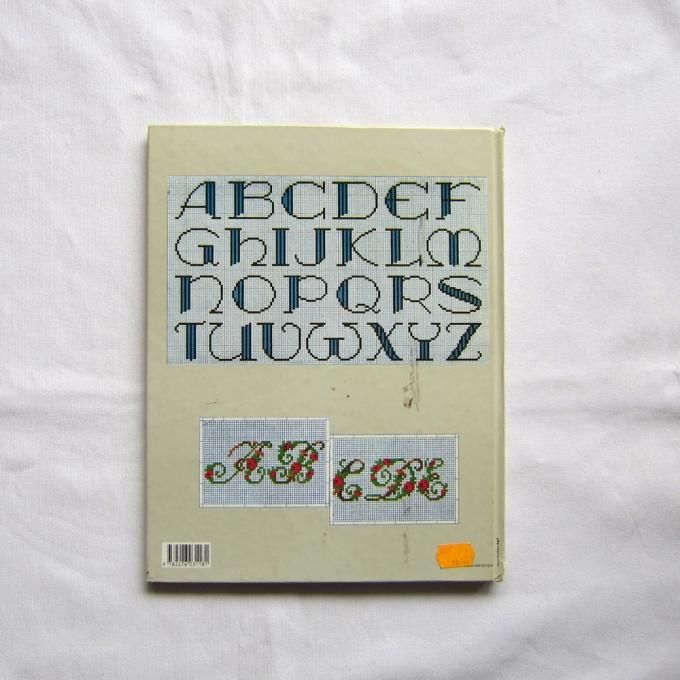 ABCDEF
GHIJKLM
NOPQRS
TUVWXYZ
AB
CDE